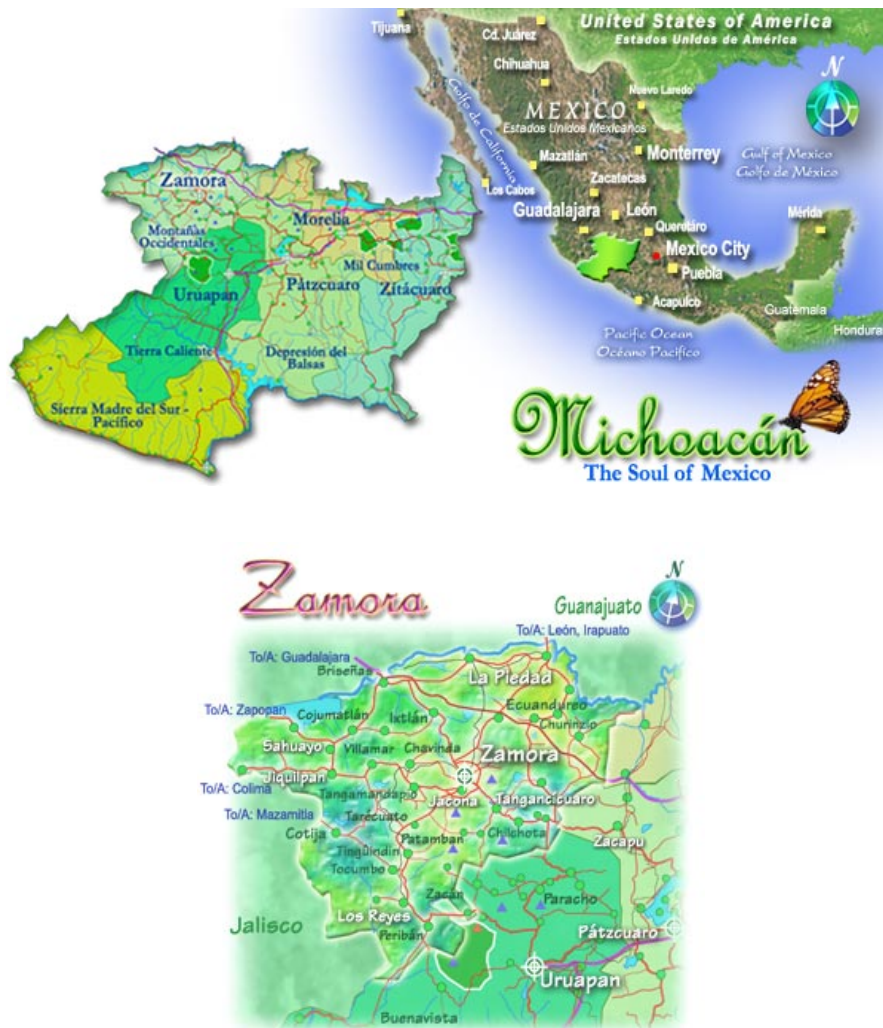 United States of America
Estados Unidos de América
Tijuana
Cd. Juárez
Chihuahua
N
Golfo de California
MEXICO
Estados Unidos Mexicanos
Nuevo Laredo
Monterrey
Gulf of Mexico
Golfo de México
Mazatlán
Los Cabos
Zacatecas
Guadalajara
León
Querétaro
Mérida
Mexico City
Puebla
Acapulco
Guatemala
Hondura
Pacific Ocean
Océano Pacífico
Zamora
Montañas
Occidentales
Morelia
Mil Cumbres
Uruapan
Pátzcuaro
Zitácuaro
Tierra Caliente
Depresión del
Balsas
Sierra Madre del Sur -
Pacífico
Michoacán
The Soul of Mexico
Zamora
N
Guanajuato
To/A: León, Irapuato
To/A: Guadalajara
Briseñas
La Piedad
To/A: Zapopan
Cojumatlán
Ixtlán
Ecuandureo
Churinzio
Sahuayo
Villamar
Chavinda
Zamora
Jiquilpan
To/A: Colima
Tangamandapio
Jacona
Tangancícuaro
To/A: Mazamitla
Tarecuato
Cotija
Patamban
Chilchota
Zacapu
Tingüindin
Tocumbo
Zacán
Paracho
Los Reyes
Jalisco
Peribán
Pátzcuaro
Uruapan
Buenavista